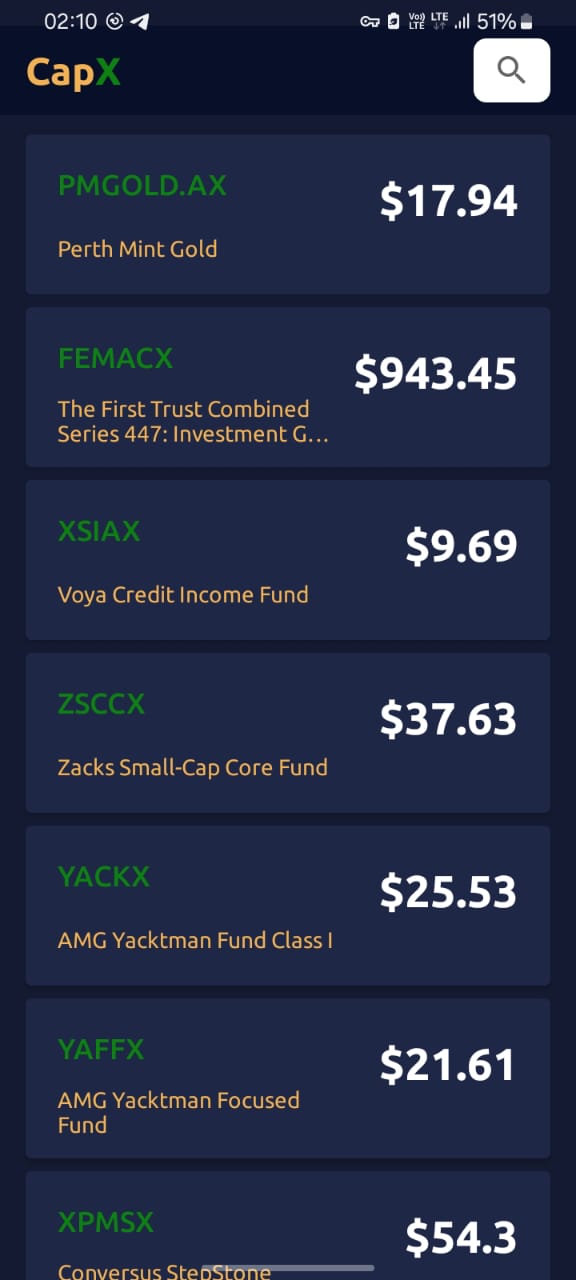 02:10
Vo)) LTE
LTE
51%
CapX
PMGOLD.AX
$17.94
Perth Mint Gold
FEMACX
$943.45
The First Trust Combined
Series 447: Investment G...
XSIAX
$9.69
Voya Credit Income Fund
ZSCCX
$37.63
Zacks Small-Cap Core Fund
YACKX
$25.53
AMG Yacktman Fund Class I
YAFFX
$21.61
AMG Yacktman Focused
Fund
XPMSX
$54.3
Conversus StepStone